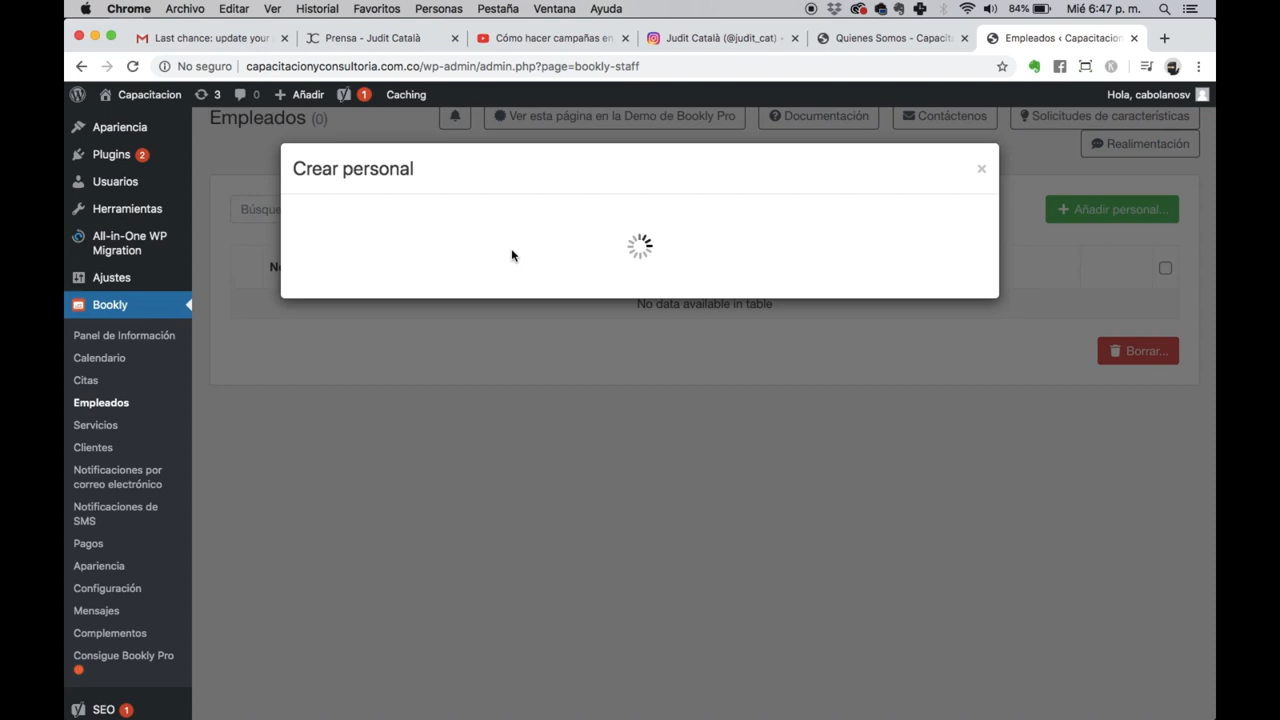 Chrome Archivo Editar Ver Historial Favoritos Personas Pestaña Ventana Ayuda 84% Mié 6:47 p. m.
Last chance: update your Prensa - Judit Català Cómo hacer campañas en Judit Català (@judit_cat) • Quienes Somos - Capacita Empleados ‹ Capacitacion
No seguro capacitacionyconsultoria.com.co/wp-admin/admin.php?page=bookly-staff
Capacitacion 3 0 Añadir 1 Caching Hola, cabolanosv
Empleados (0) Ver esta página en la Demo de Bookly Pro Documentación Contáctenos Solicitudes de características
Realimentación
Crear personal ×
Búsque
Añadir personal...
No data available in table
Borrar...
Apariencia
Plugins 2
Usuarios
Herramientas
All-in-One WP
Migration
Ajustes
Bookly
Panel de Información
Calendario
Citas
Empleados
Servicios
Clientes
Notificaciones por
correo electrónico
Notificaciones de
SMS
Pagos
Apariencia
Configuración
Mensajes
Complementos
Consigue Bookly Pro
SEO 1